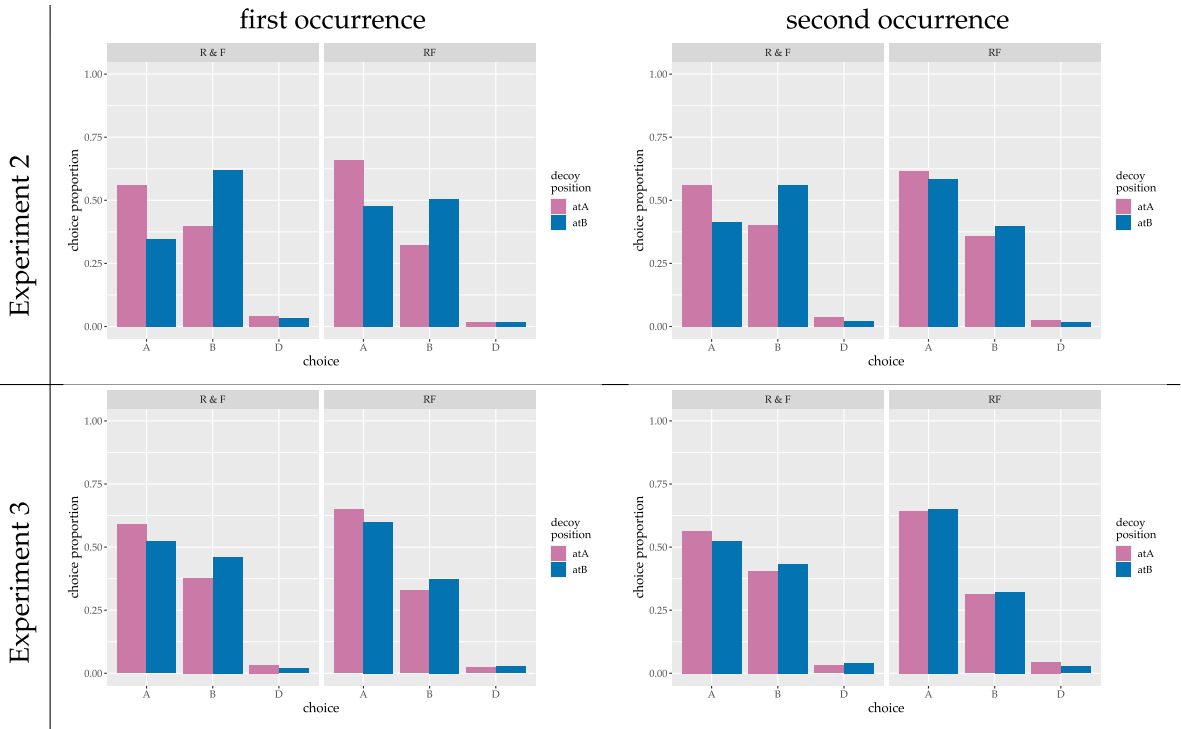 first occurrence
second occurrence
Experiment 2
R & F
RF
1.00
0.75
0.50
0.25
0.00
choice proportion
A
B
D
A
B
D
choice
decoy
position
atA
atB
R & F
RF
1.00
0.75
0.50
0.25
0.00
choice proportion
A
B
D
A
B
D
choice
decoy
position
atA
atB
Experiment 3
R & F
RF
1.00
0.75
0.50
0.25
0.00
choice proportion
A
B
D
A
B
D
choice
decoy
position
atA
atB
R & F
RF
1.00
0.75
0.50
0.25
0.00
choice proportion
A
B
D
A
B
D
choice
decoy
position
atA
atB